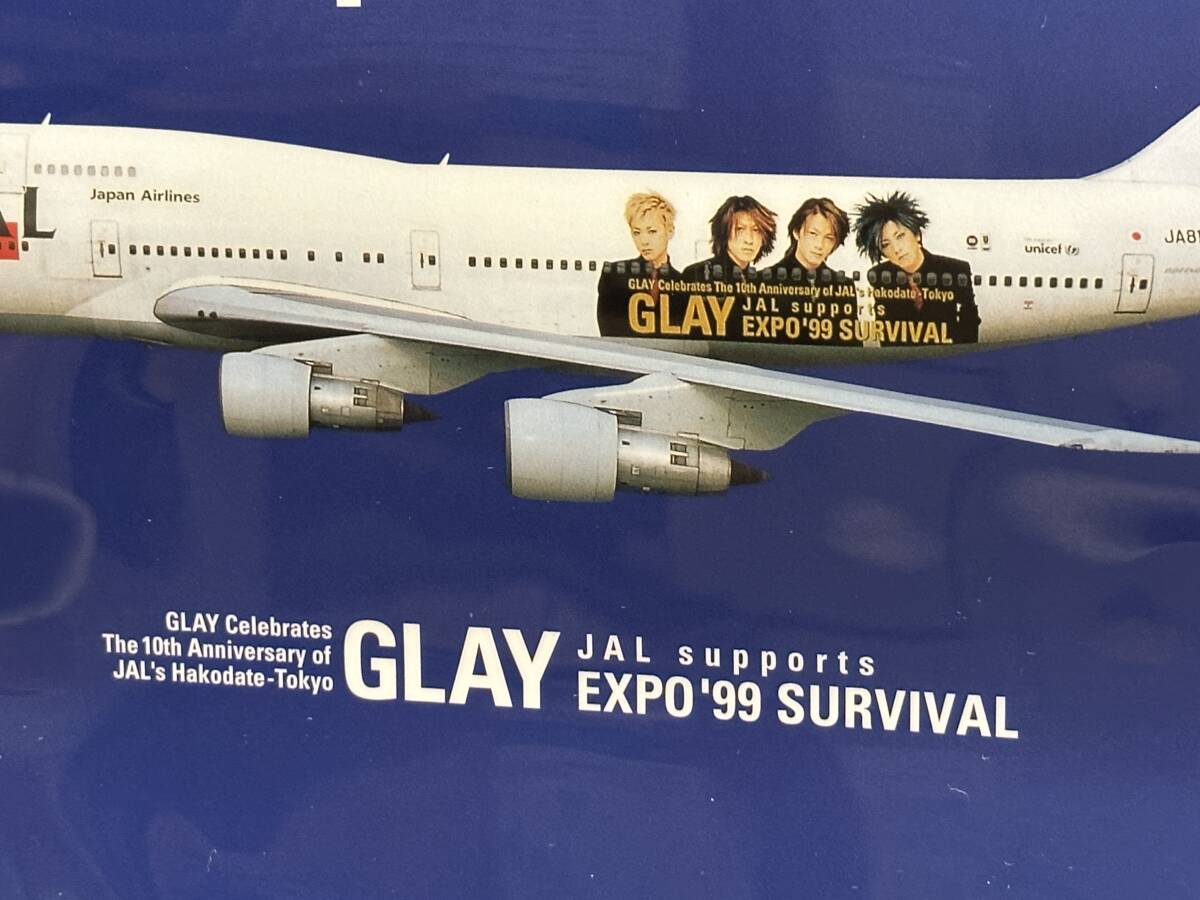 Japan Airlines
unicef
GLAY Celebrates The 10th Anniversary of JAL's Hakodate-Tokyo
GLAY
JAL supports
EXPO'99 SURVIVAL
GLAY Celebrates
The 10th Anniversary of
JAL's Hakodate-Tokyo
GLAY
JAL supports
EXPO'99 SURVIVAL